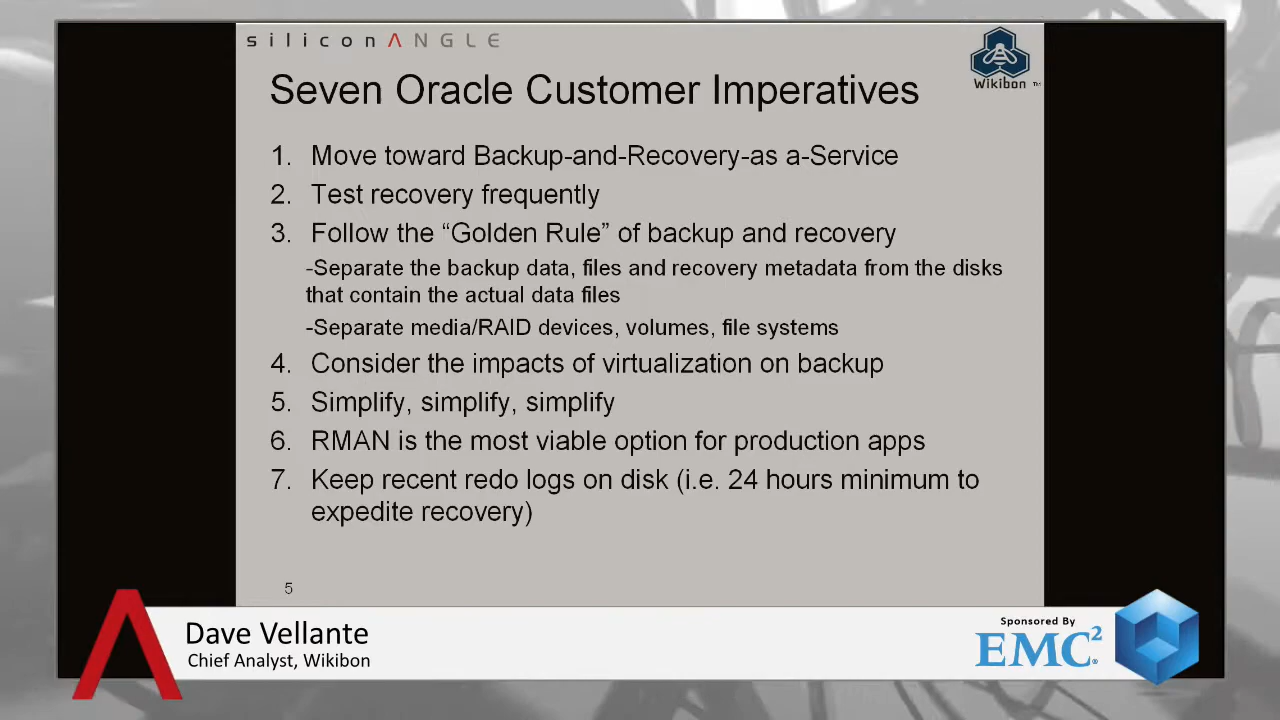 siliconANGLE
Wikibon™
Seven Oracle Customer Imperatives
1. Move toward Backup-and-Recovery-as a-Service
2. Test recovery frequently
3. Follow the “Golden Rule” of backup and recovery
-Separate the backup data, files and recovery metadata from the disks
that contain the actual data files
-Separate media/RAID devices, volumes, file systems
4. Consider the impacts of virtualization on backup
5. Simplify, simplify, simplify
6. RMAN is the most viable option for production apps
7. Keep recent redo logs on disk (i.e. 24 hours minimum to
expedite recovery)
5
Dave Vellante
Chief Analyst, Wikibon
Sponsored By
EMC²®